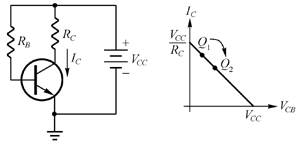 R_B
R_C
I_C
+
V_CC
−
I_C
V_CC
R_C
Q_1
Q_2
V_CC
V_CB